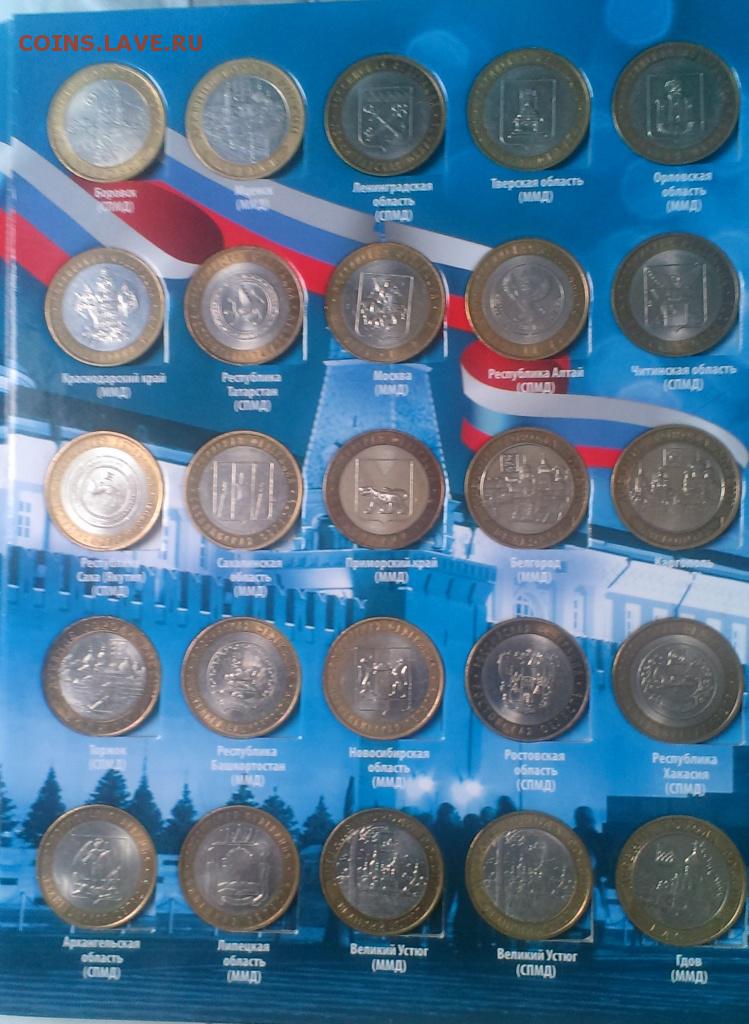 COINS.LAVE.RU
Боровск
(СПМД)
Мценск
(ММД)
Ленинградская
область
(СПМД)
Тверская область
(ММД)
Орловская
область
(ММД)
Краснодарский край
(ММД)
Республика
Татарстан
(СПМД)
Москва
(ММД)
Республика Алтай
(СПМД)
Читинская область
(СПМД)
Республика
Саха (Якутия)
(СПМД)
Сахалинская
область
(ММД)
Приморский край
(ММД)
Белгород
(ММД)
Каргополь
Торжок
(СПМД)
Республика
Башкортостан
(ММД)
Новосибирская
область
(ММД)
Ростовская
область
(СПМД)
Республика
Хакасия
(СПМД)
Архангельская
область
(СПМД)
Липецкая
область
(ММД)
Великий Устюг
(ММД)
Великий Устюг
(СПМД)
Гдов
(ММД)